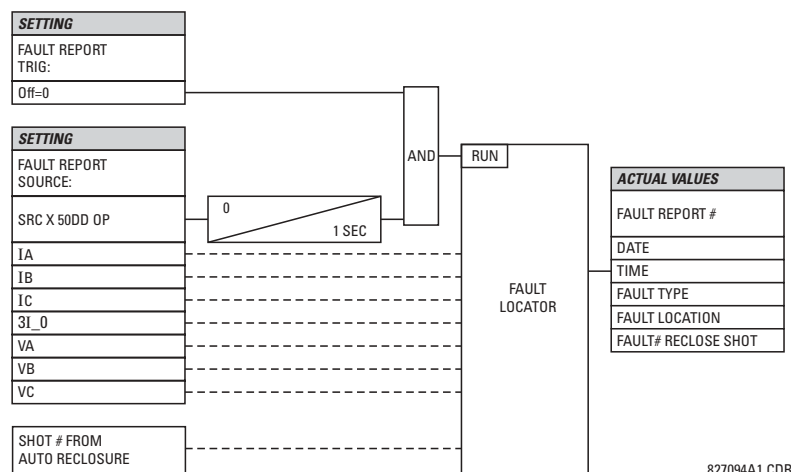 SETTING
FAULT REPORT
TRIG:
Off=0
SETTING
FAULT REPORT
SOURCE:
SRC X 50DD OP
IA
IB
IC
3I_0
VA
VB
VC
SHOT # FROM
AUTO RECLOSURE
0
1 SEC
AND
RUN
FAULT
LOCATOR
ACTUAL VALUES
FAULT REPORT #
DATE
TIME
FAULT TYPE
FAULT LOCATION
FAULT# RECLOSE SHOT
827094A1.CDR